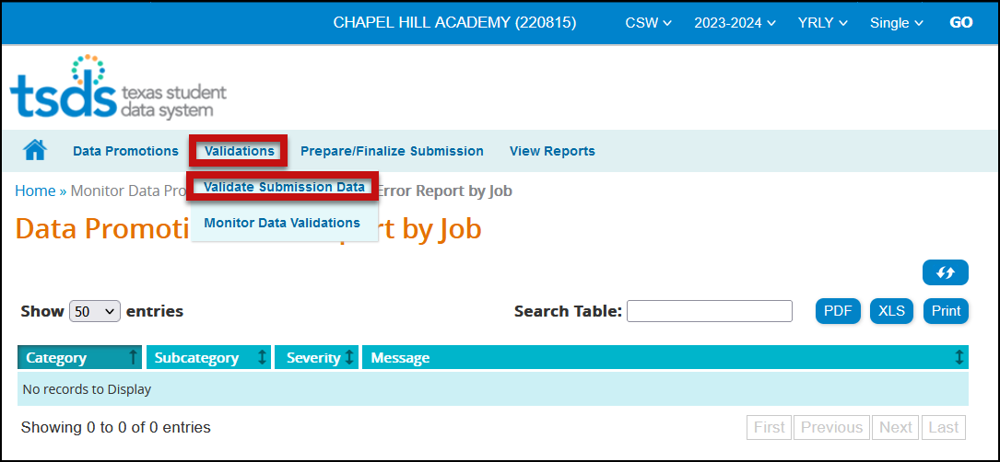 CHAPEL HILL ACADEMY (220815) CSW 2023-2024 YRLY Single GO
tsds texas student
data system
Data Promotions Validations Prepare/Finalize Submission View Reports
Home » Monitor Data Pro Error Report by Job
Validate Submission Data
Monitor Data Validations
Data Promoti port by Job
Show 50 entries Search Table: PDF XLS Print
Category Subcategory Severity Message
No records to Display
Showing 0 to 0 of 0 entries First Previous Next Last